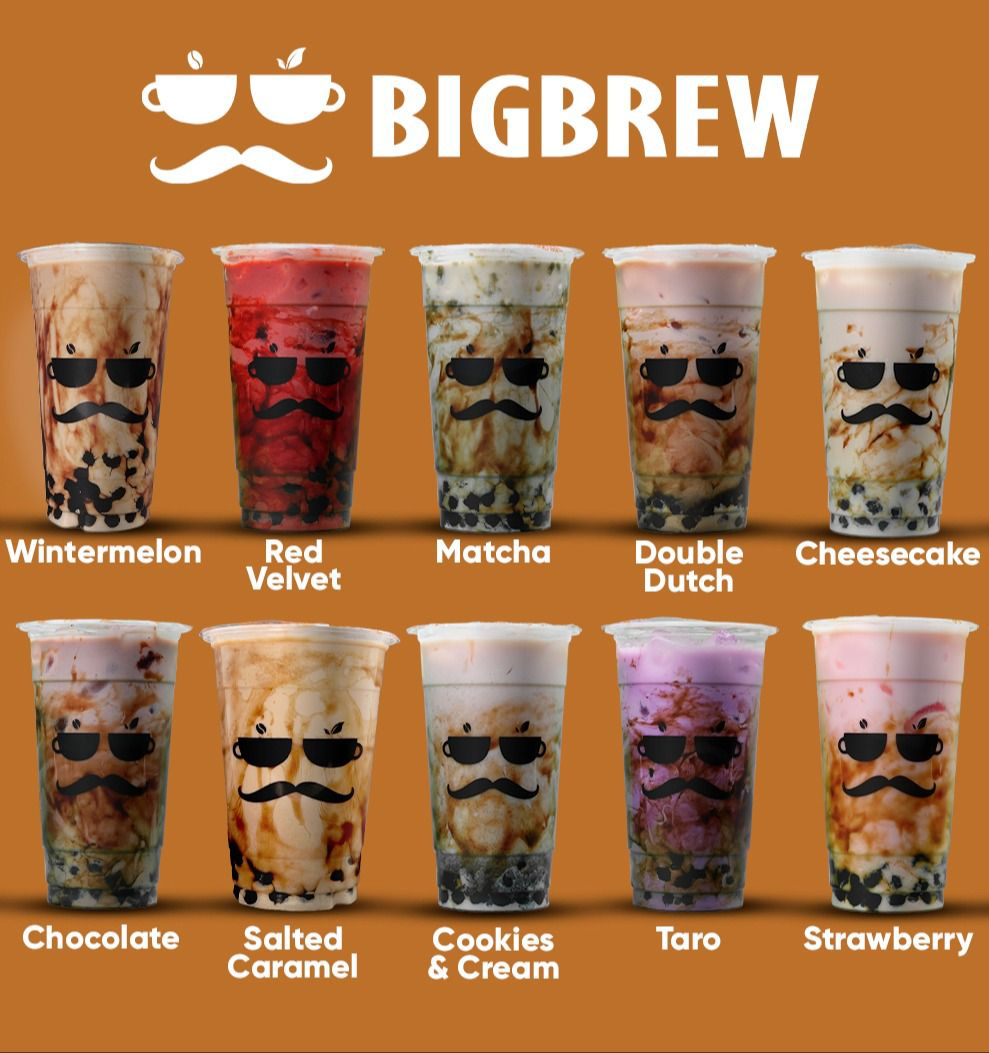 BIGBREW
Wintermelon
Red
Velvet
Matcha
Double
Dutch
Cheesecake
Chocolate
Salted
Caramel
Cookies
& Cream
Taro
Strawberry